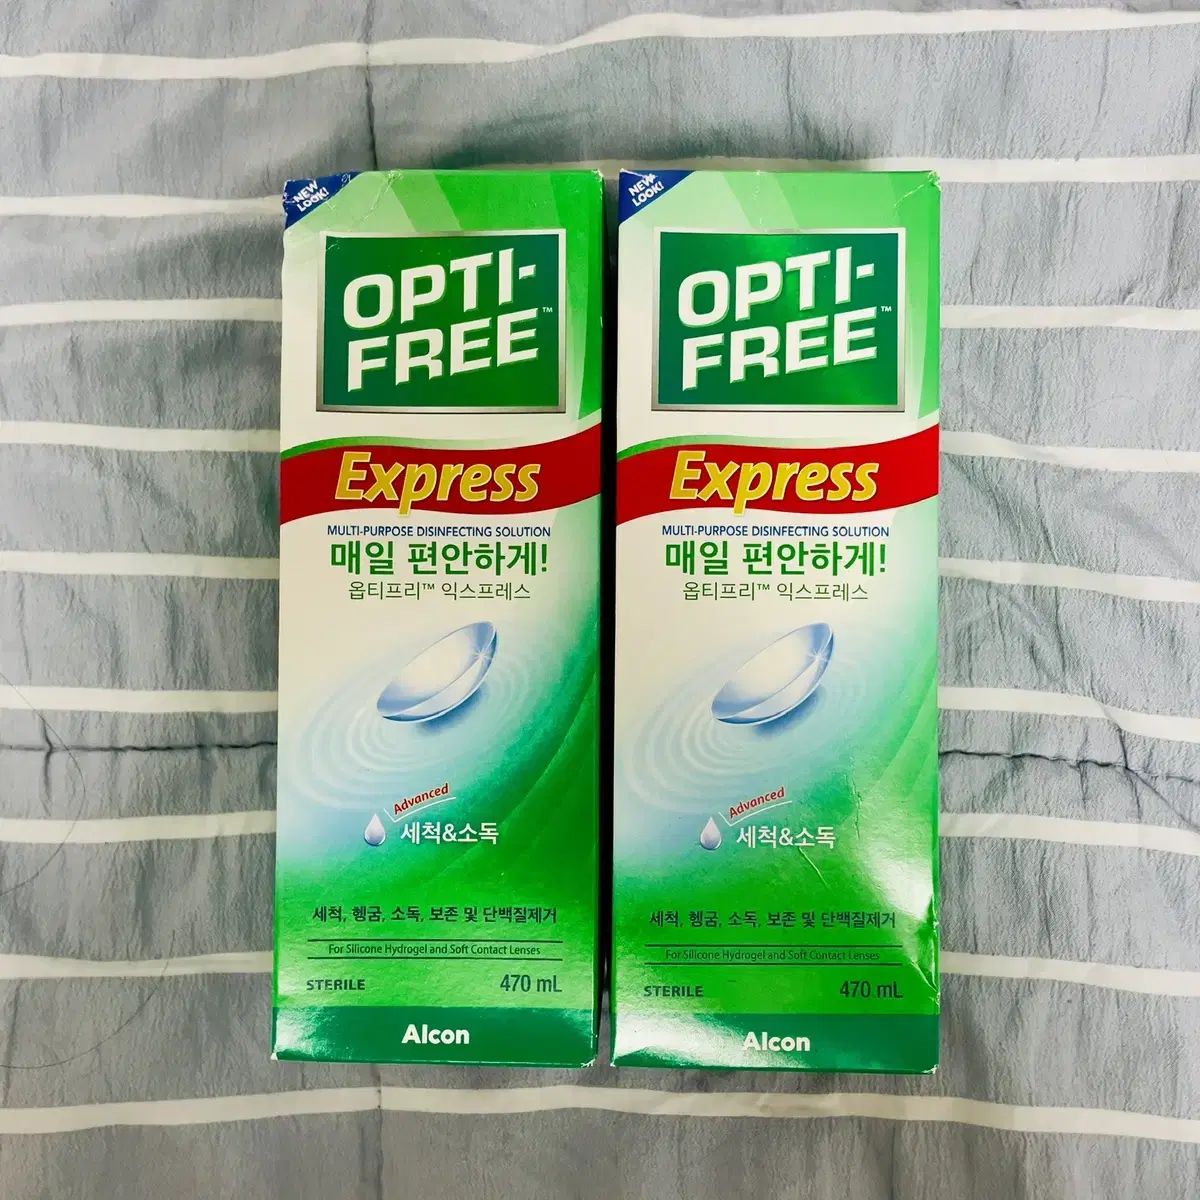 NEW
LOOK!
OPTI-
FREE™
Express
MULTI-PURPOSE DISINFECTING SOLUTION
매일 편안하게!
옵티프리™ 익스프레스
Advanced
세척&소독
세척, 헹굼, 소독, 보존 및 단백질제거
For Silicone Hydrogel and Soft Contact Lenses
STERILE 470 mL
Alcon
NEW
LOOK!
OPTI-
FREE™
Express
MULTI-PURPOSE DISINFECTING SOLUTION
매일 편안하게!
옵티프리™ 익스프레스
Advanced
세척&소독
세척, 헹굼, 소독, 보존 및 단백질제거
For Silicone Hydrogel and Soft Contact Lenses
STERILE 470 mL
Alcon